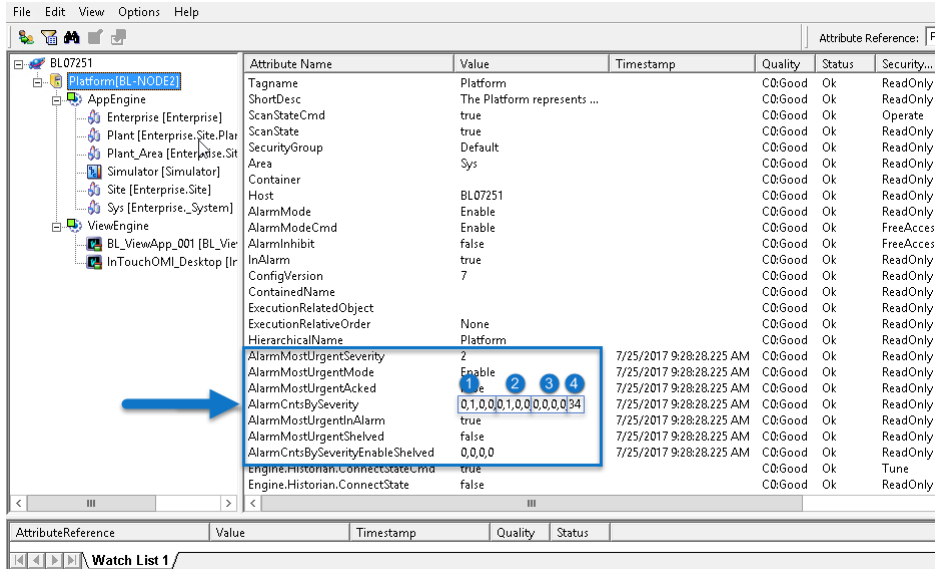 File Edit View Options Help
Attribute Reference:
BL07251
Platform[BL-NODE2]
AppEngine
Enterprise [Enterprise]
Plant [Enterprise.Site.Plar
Plant_Area [Enterprise.Sit
Simulator [Simulator]
Site [Enterprise.Site]
Sys [Enterprise._System]
ViewEngine
BL_ViewApp_001 [BL_Vie
InTouchOMI_Desktop [Ir
Attribute Name Value Timestamp Quality Status Security...
Tagname Platform C0:Good Ok ReadOnly
ShortDesc The Platform represents ... C0:Good Ok ReadOnly
ScanStateCmd true C0:Good Ok Operate
ScanState true C0:Good Ok ReadOnly
SecurityGroup Default C0:Good Ok ReadOnly
Area Sys C0:Good Ok ReadOnly
Container C0:Good Ok ReadOnly
Host BL07251 C0:Good Ok ReadOnly
AlarmMode Enable C0:Good Ok ReadOnly
AlarmModeCmd Enable C0:Good Ok FreeAcces
AlarmInhibit false C0:Good Ok FreeAcces
InAlarm true C0:Good Ok ReadOnly
ConfigVersion 7 C0:Good Ok ReadOnly
ContainedName C0:Good Ok ReadOnly
ExecutionRelatedObject C0:Good Ok ReadOnly
ExecutionRelativeOrder None C0:Good Ok ReadOnly
HierarchicalName Platform C0:Good Ok ReadOnly
AlarmMostUrgentSeverity 2 7/25/2017 9:28:28.225 AM C0:Good Ok ReadOnly
AlarmMostUrgentMode Enable 7/25/2017 9:28:28.225 AM C0:Good Ok ReadOnly
1 2 3 4
AlarmMostUrgentAcked 7/25/2017 9:28:28.225 AM C0:Good Ok ReadOnly
AlarmCntsBySeverity 0,1,0,0,0,1,0,0,0,0,0,0,34 7/25/2017 9:28:28.225 AM C0:Good Ok ReadOnly
AlarmMostUrgentInAlarm true 7/25/2017 9:28:28.225 AM C0:Good Ok ReadOnly
AlarmMostUrgentShelved false 7/25/2017 9:28:28.225 AM C0:Good Ok ReadOnly
AlarmCntsBySeverityEnableShelved 0,0,0,0 7/25/2017 9:28:28.225 AM C0:Good Ok ReadOnly
Engine.Historian.ConnectStateCmd true C0:Good Ok Tune
Engine.Historian.ConnectState false C0:Good Ok ReadOnly
AttributeReference Value Timestamp Quality Status
Watch List 1